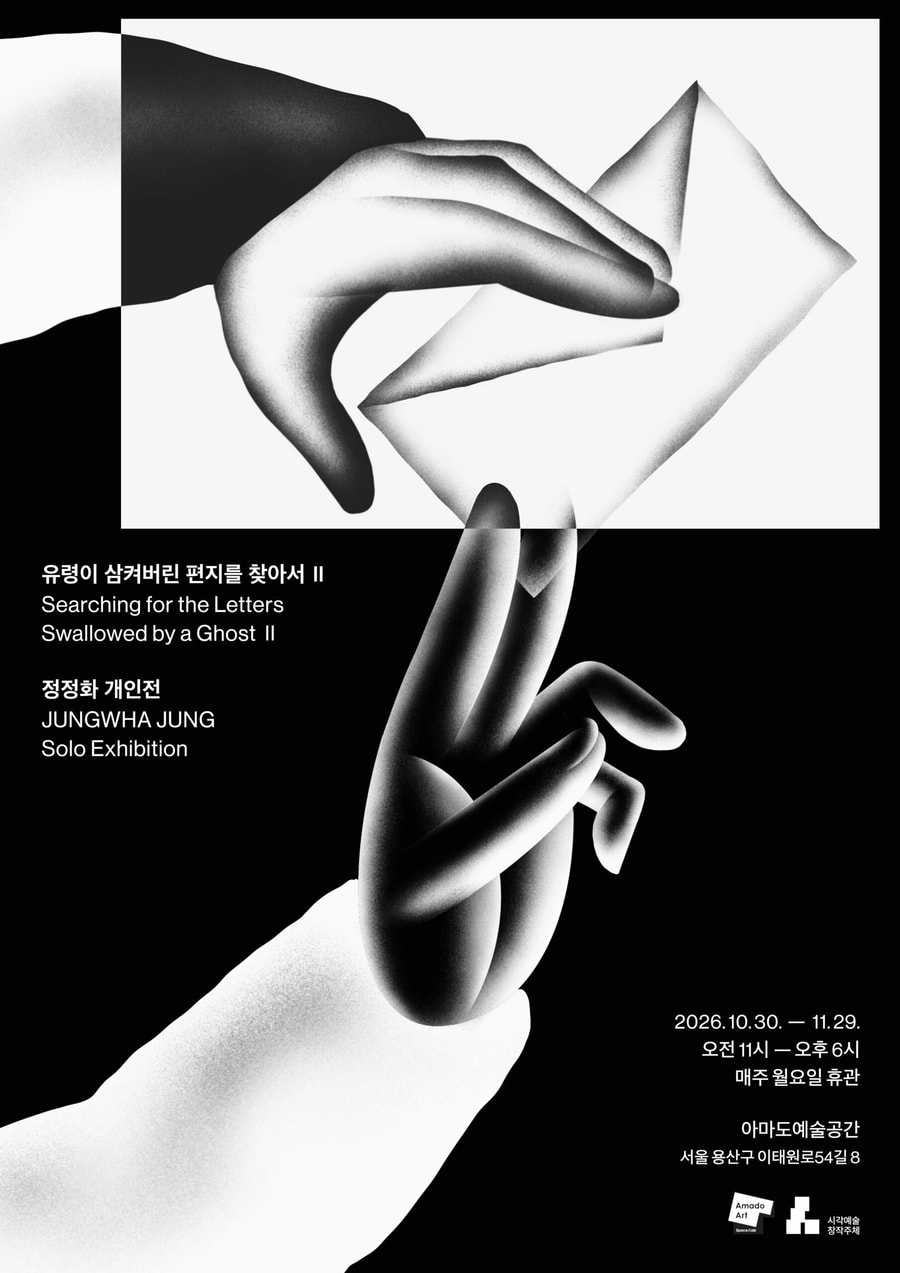 유령이 삼켜버린 편지를 찾아서 II
Searching for the Letters
Swallowed by a Ghost II
정정화 개인전
JUNGWHA JUNG
Solo Exhibition
2026.10.30. — 11.29.
오전 11시 — 오후 6시
매주 월요일 휴관
아마도예술공간
서울 용산구 이태원로54길 8
Amado
Art
시각예술
창작주체